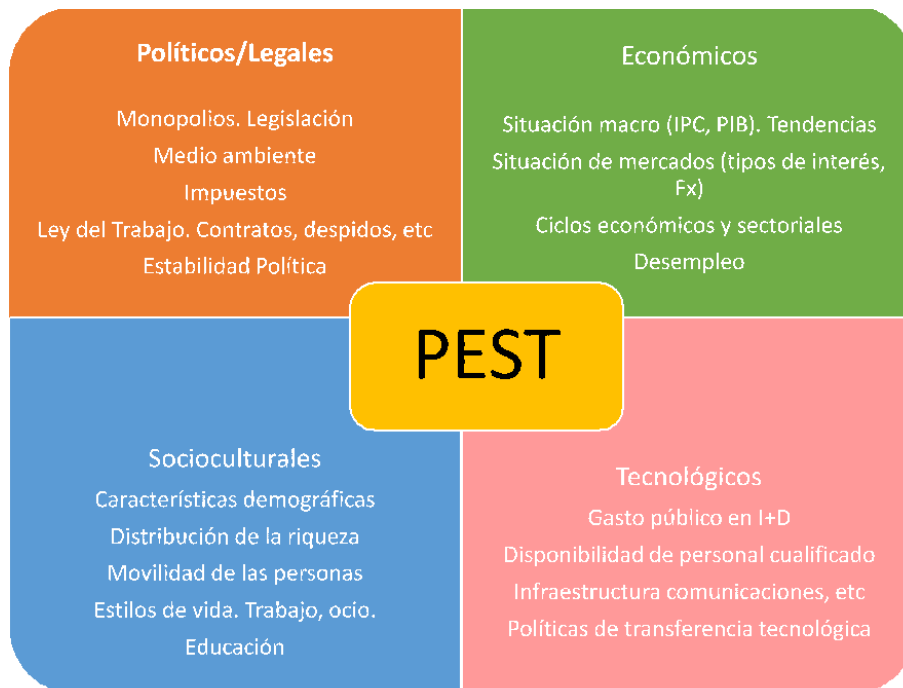 Políticos/Legales
Monopolios. Legislación
Medio ambiente
Impuestos
Ley del Trabajo. Contratos, despidos, etc
Estabilidad Política
Económicos
Situación macro (IPC, PIB). Tendencias
Situación de mercados (tipos de interés,
Fx)
Ciclos económicos y sectoriales
Desempleo
PEST
Socioculturales
Características demográficas
Distribución de la riqueza
Movilidad de las personas
Estilos de vida. Trabajo, ocio.
Educación
Tecnológicos
Gasto público en I+D
Disponibilidad de personal cualificado
Infraestructura comunicaciones, etc
Políticas de transferencia tecnológica